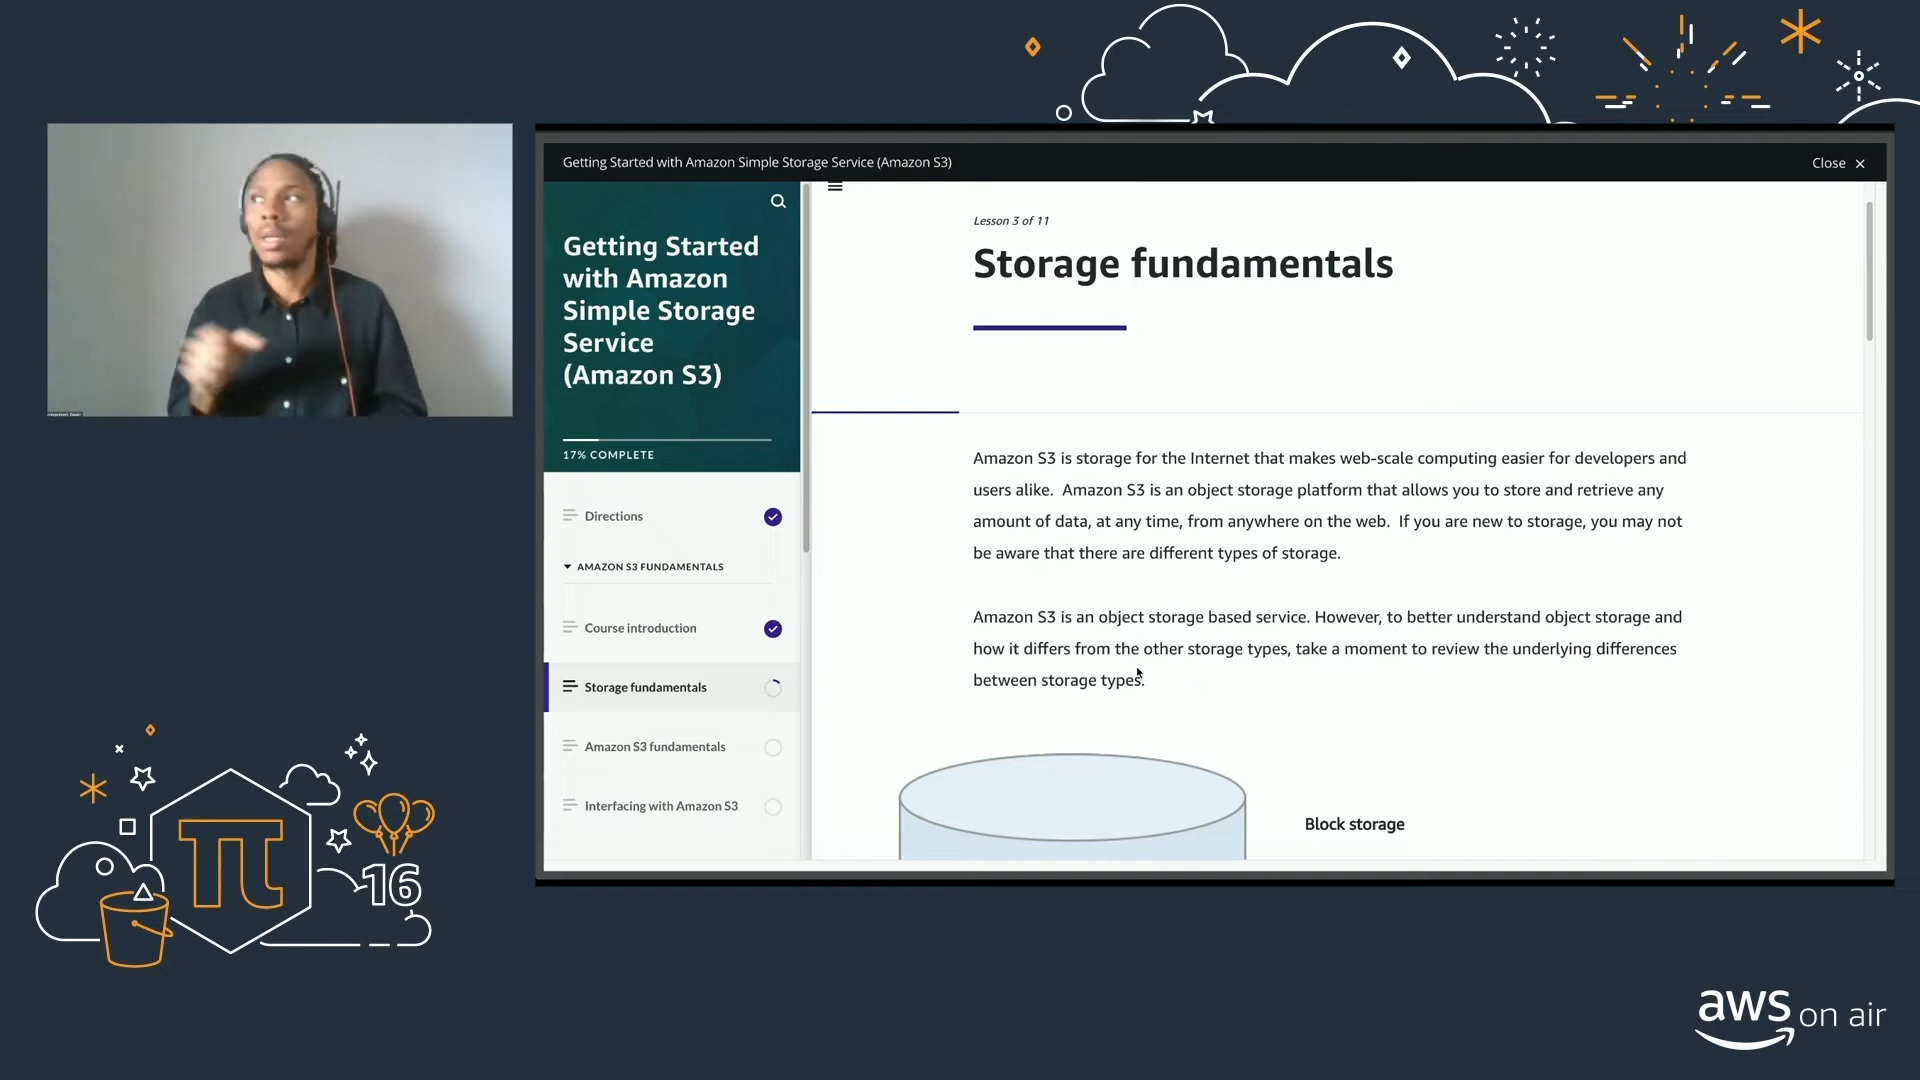 Getting Started with Amazon Simple Storage Service (Amazon S3)
Close
Getting Started
with Amazon
Simple Storage
Service
(Amazon S3)
17% COMPLETE
Directions
AMAZON S3 FUNDAMENTALS
Course introduction
Storage fundamentals
Amazon S3 fundamentals
Interfacing with Amazon S3
Lesson 3 of 11
Storage fundamentals
Amazon S3 is storage for the Internet that makes web-scale computing easier for developers and
users alike. Amazon S3 is an object storage platform that allows you to store and retrieve any
amount of data, at any time, from anywhere on the web. If you are new to storage, you may not
be aware that there are different types of storage.
Amazon S3 is an object storage based service. However, to better understand object storage and
how it differs from the other storage types, take a moment to review the underlying differences
between storage types.
Block storage
π
16
aws on air